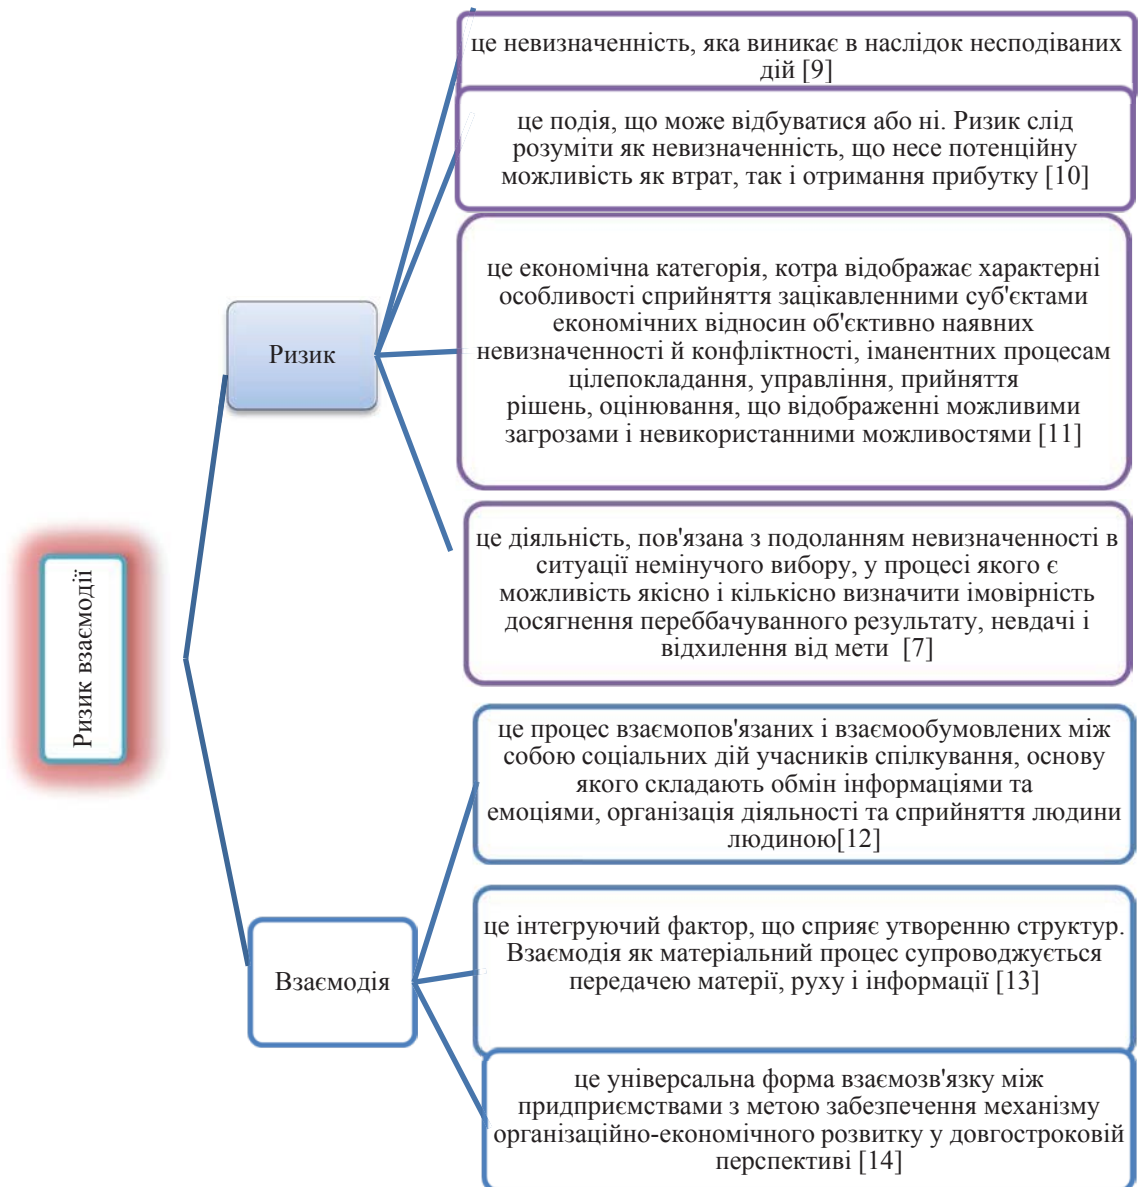 це невизначенність, яка виникає в наслідок несподіваних
дій [9]
це подія, що може відбуватися або ні. Ризик слід
розуміти як невизначенність, що несе потенційну
можливість як втрат, так і отримання прибутку [10]
це економічна категорія, котра відображає характерні
особливості сприйняття зацікавленними суб'єктами
економічних відносин об'єктивно наявних
невизначенності й конфліктності, іманентних процесам
цілепокладання, управління, прийняття
рішень, оцінювання, що відображенні можливими
загрозами і невикористанними можливостями [11]
Ризик
це діяльність, пов'язана з подоланням невизначенності в
ситуації немінучого вибору, у процесі якого є
можливість якісно і кількісно визначити імовірність
досягнення переббачуванного результату, невдачі і
відхилення від мети [7]
Ризик взаємодії
це процес взаємопов'язаних і взаємообумовлених між
собою соціальних дій учасників спілкування, основу
якого складають обмін інформаціями та
емоціями, організація діяльності та сприйняття людини
людиною[12]
це інтегруючий фактор, що сприяє утворенню структур.
Взаємодія як матеріальний процес супроводжується
передачею матерії, руху і інформації [13]
Взаємодія
це універсальна форма взаємозв'язку між
придприємствами з метою забезпечення механізму
організаційно-економічного розвитку у довгостроковій
перспективі [14]